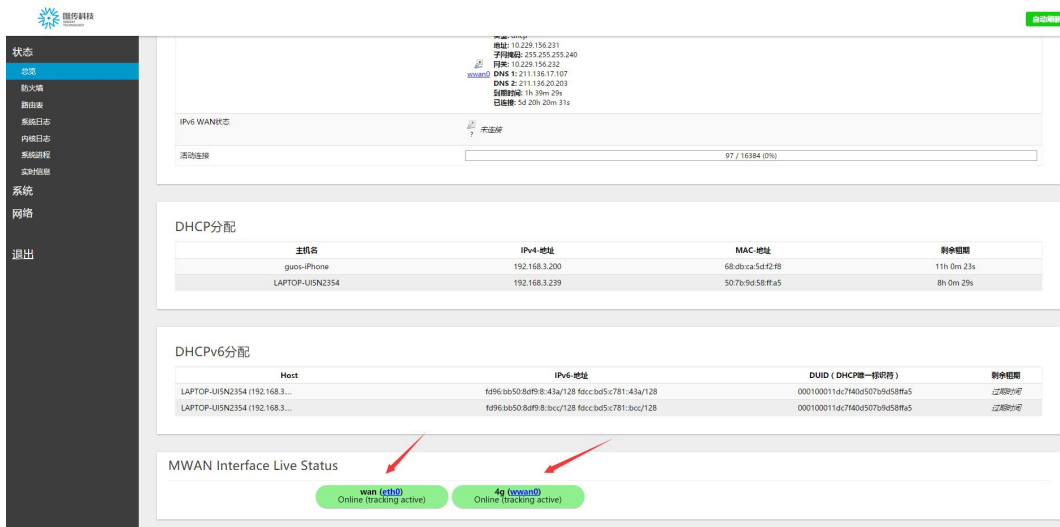 唯传科技
自动刷新
状态
总览
防火墙
路由表
系统日志
内核日志
系统进程
实时信息
系统
网络
退出
类型: dhcp
地址: 10.229.156.231
子网掩码: 255.255.255.240
网关: 10.229.156.232
wwan0
DNS 1: 211.136.17.107
DNS 2: 211.136.20.203
到期时间: 1h 39m 29s
已连接: 5d 20h 20m 31s
IPv6 WAN状态
? 未连接
活动连接
97 / 16384 (0%)
DHCP分配
主机名 IPv4-地址 MAC-地址 剩余租期
guos-iPhone 192.168.3.200 68:db:ca:5d:f2:f8 11h 0m 23s
LAPTOP-UI5N2354 192.168.3.239 50:7b:9d:58:ff:a5 8h 0m 29s
DHCPv6分配
Host IPv6-地址 DUID ( DHCP唯一标识符 ) 剩余租期
LAPTOP-UI5N2354 (192.168.3.... fd96:bb50:8df9:8::43a/128 fdcc:bd5:c781::43a/128 000100011dc7f40d507b9d58ffa5 过期时间
LAPTOP-UI5N2354 (192.168.3.... fd96:bb50:8df9:8::bcc/128 fdcc:bd5:c781::bcc/128 000100011dc7f40d507b9d58ffa5 过期时间
MWAN Interface Live Status
wan (eth0) 4g (wwan0)
Online (tracking active) Online (tracking active)